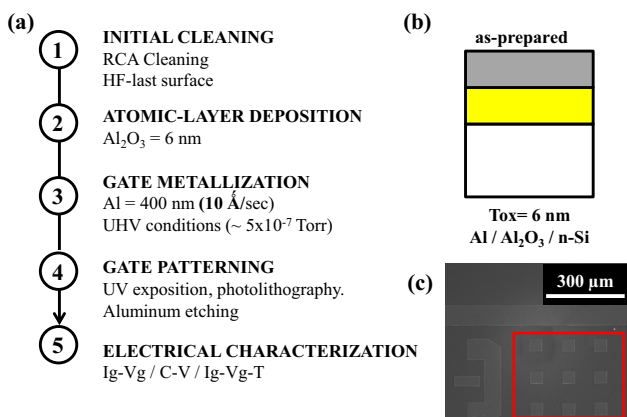 (a)
1
INITIAL CLEANING
RCA Cleaning
HF-last surface
2
ATOMIC-LAYER DEPOSITION
Al₂O₃ = 6 nm
3
GATE METALLIZATION
Al = 400 nm (10 Ǻ/sec)
UHV conditions (~ 5x10⁻⁷ Torr)
4
GATE PATTERNING
UV exposition, photolithography.
Aluminum etching
5
ELECTRICAL CHARACTERIZATION
Ig-Vg / C-V / Ig-Vg-T
(b)
as-prepared
Tox= 6 nm
Al / Al₂O₃ / n-Si
(c)
300 µm